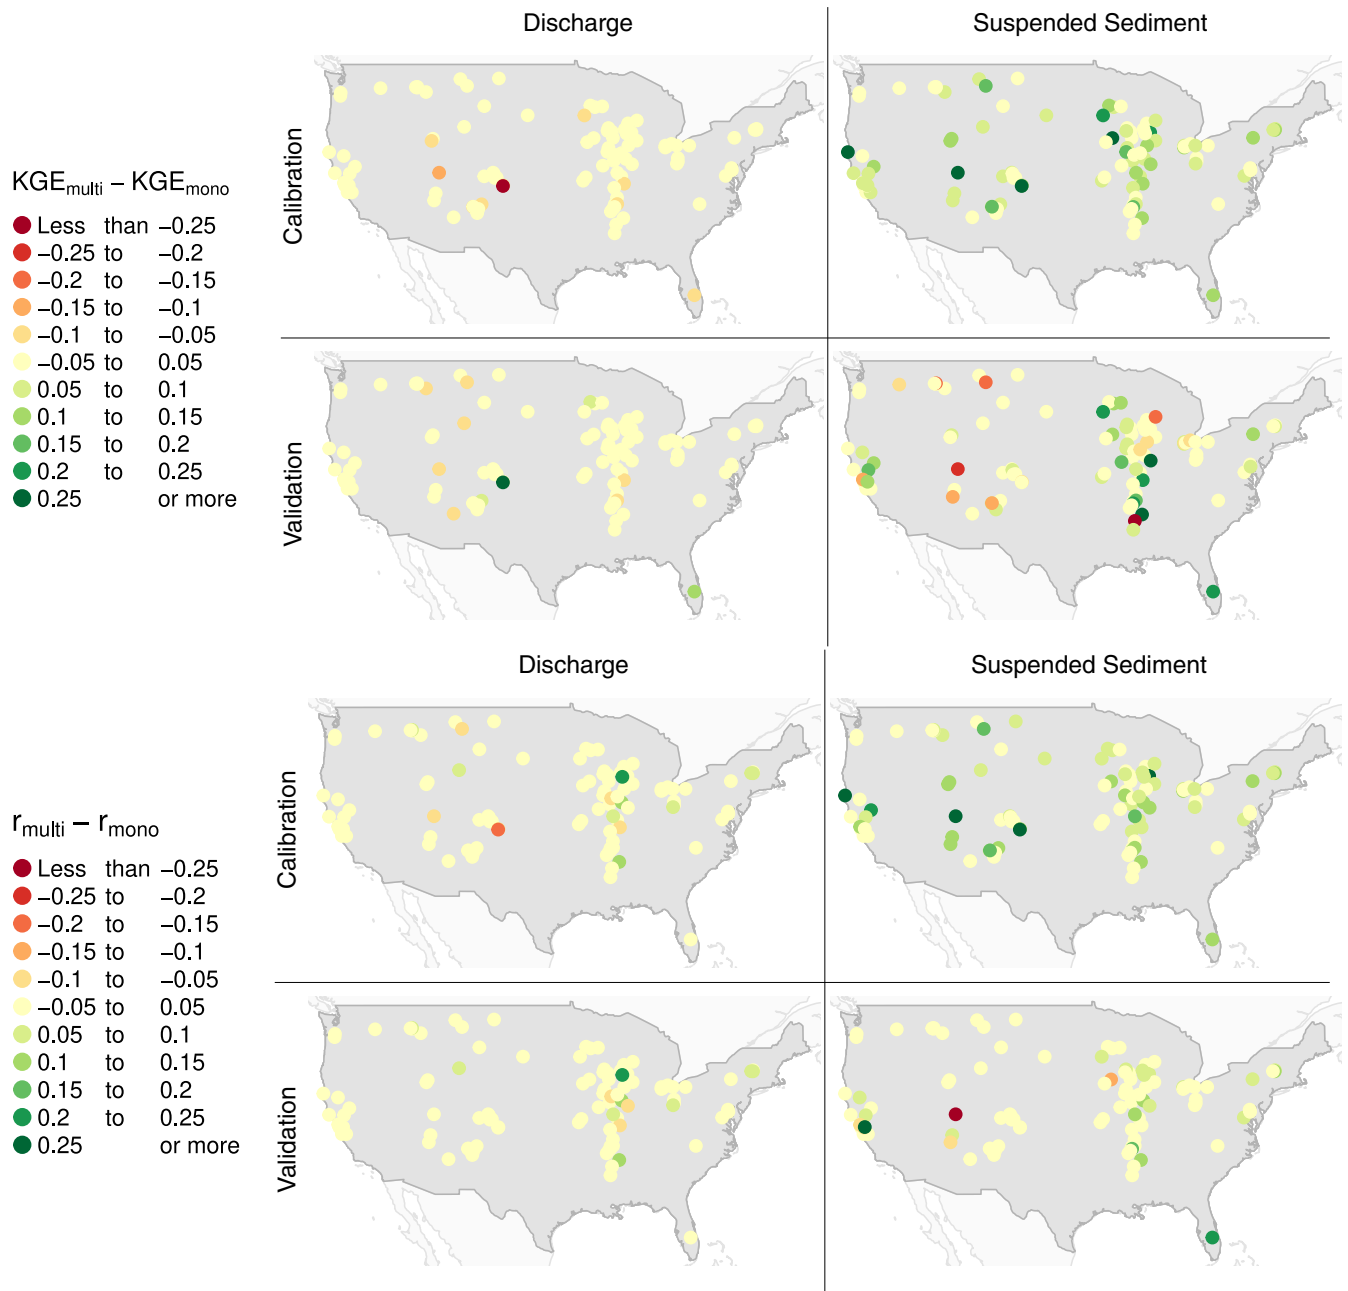 Discharge
Suspended Sediment
Calibration
Validation
KGEmulti − KGEmono
Less than −0.25
−0.25 to −0.2
−0.2 to −0.15
−0.15 to −0.1
−0.1 to −0.05
−0.05 to 0.05
0.05 to 0.1
0.1 to 0.15
0.15 to 0.2
0.2 to 0.25
0.25 or more
Discharge
Suspended Sediment
Calibration
Validation
rmulti − rmono
Less than −0.25
−0.25 to −0.2
−0.2 to −0.15
−0.15 to −0.1
−0.1 to −0.05
−0.05 to 0.05
0.05 to 0.1
0.1 to 0.15
0.15 to 0.2
0.2 to 0.25
0.25 or more